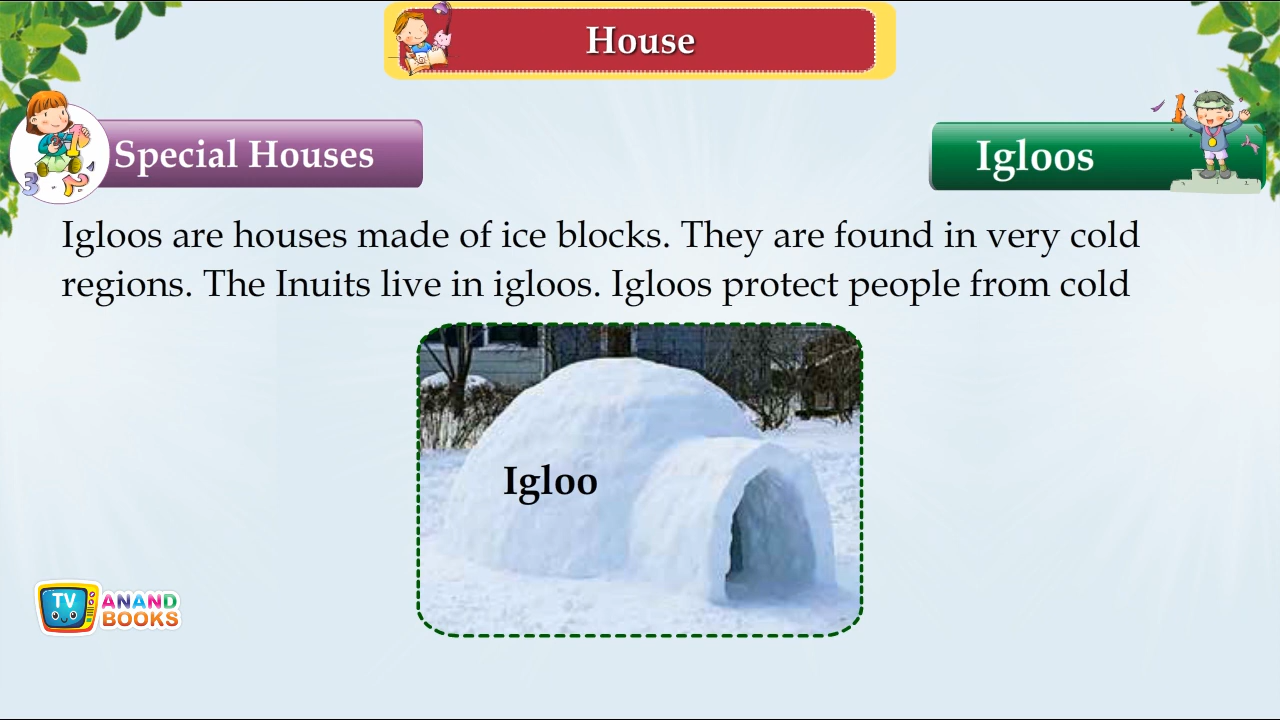 House
Special Houses
Igloos
Igloos are houses made of ice blocks. They are found in very cold
regions. The Inuits live in igloos. Igloos protect people from cold
Igloo
TV
ANAND
BOOKS